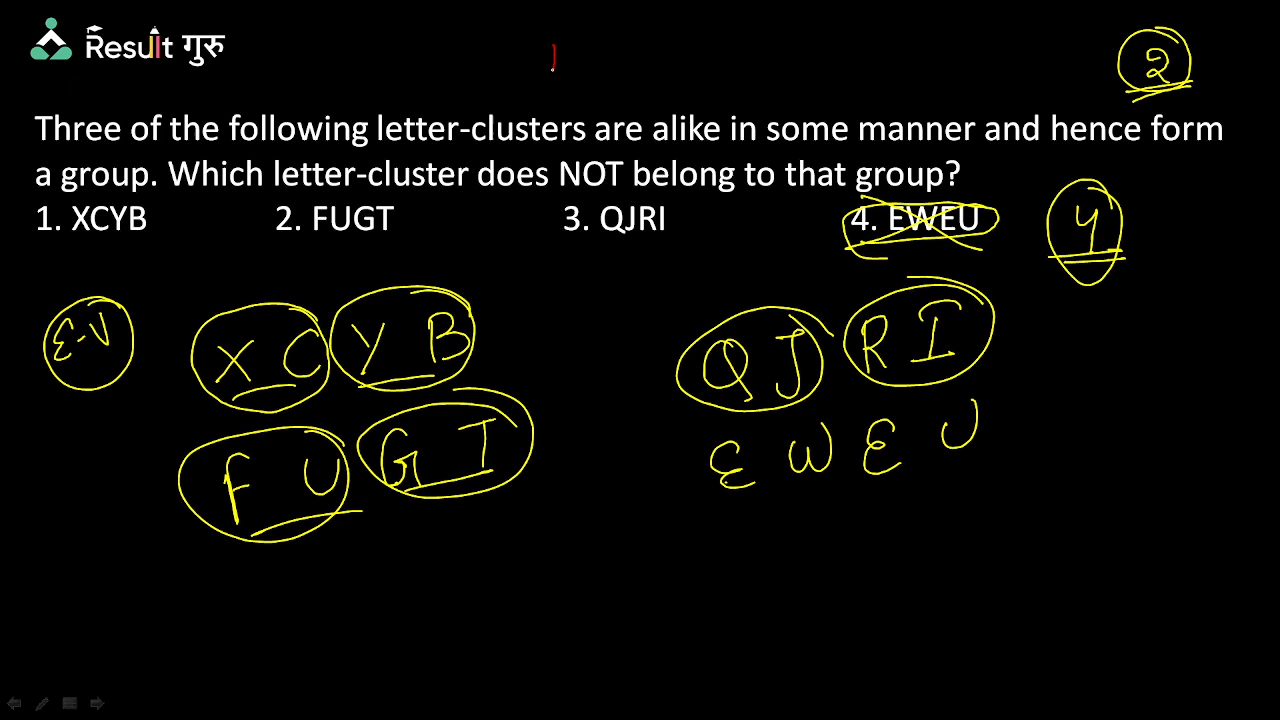 Result गुरु
2
Three of the following letter-clusters are alike in some manner and hence form
a group. Which letter-cluster does NOT belong to that group?
1. XCYB 2. FUGT 3. QJRI 4. EWEU 4
E-V X C Y B Q J R I
F U G T E W E U